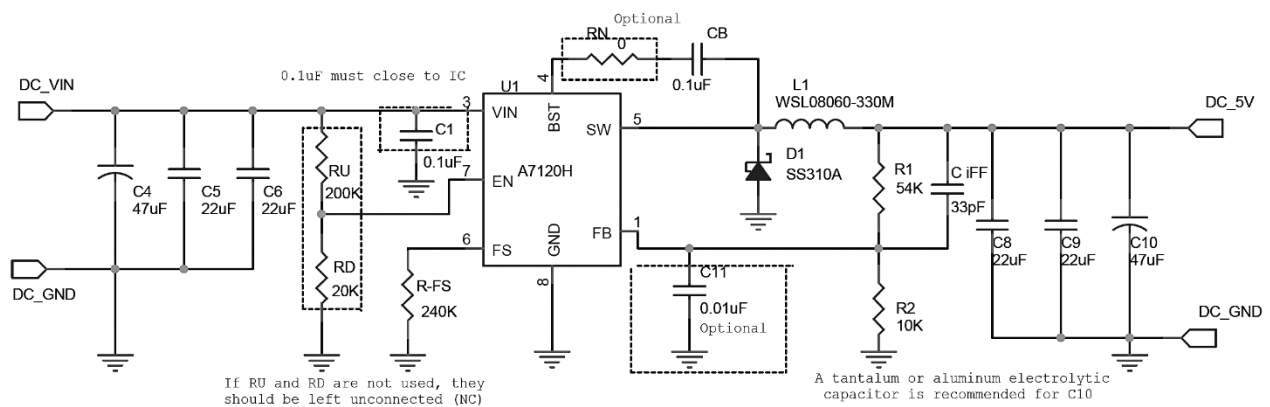 Optional
RN
0
CB
0.1uF
DC_VIN
0.1uF must close to IC
U1
4
3
VIN
BST
SW
5
L1
WSL08060-330M
DC_5V
C1
0.1uF
A7120H
D1
SS310A
R1
54K
C iFF
33pF
C4
47uF
C5
22uF
C6
22uF
RU
200K
7
EN
FB
1
6
FS
GND
8
DC_GND
RD
20K
R-FS
240K
C11
0.01uF
Optional
R2
10K
C8
22uF
C9
22uF
C10
47uF
DC_GND
If RU and RD are not used, they
should be left unconnected (NC)
A tantalum or aluminum electrolytic
capacitor is recommended for C10